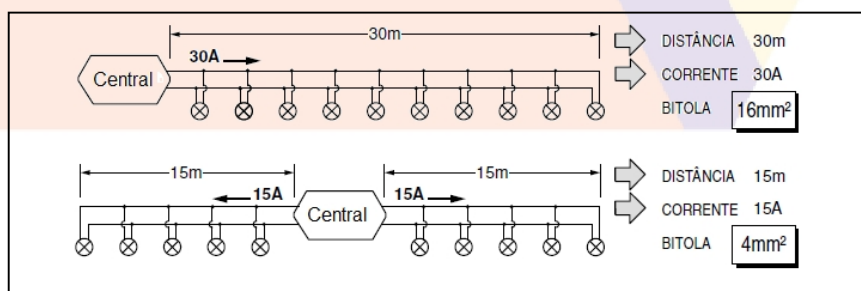 30m
30A
Central
DISTÂNCIA 30m
CORRENTE 30A
BITOLA 16mm²
15m 15m
15A 15A
Central
DISTÂNCIA 15m
CORRENTE 15A
BITOLA 4mm²